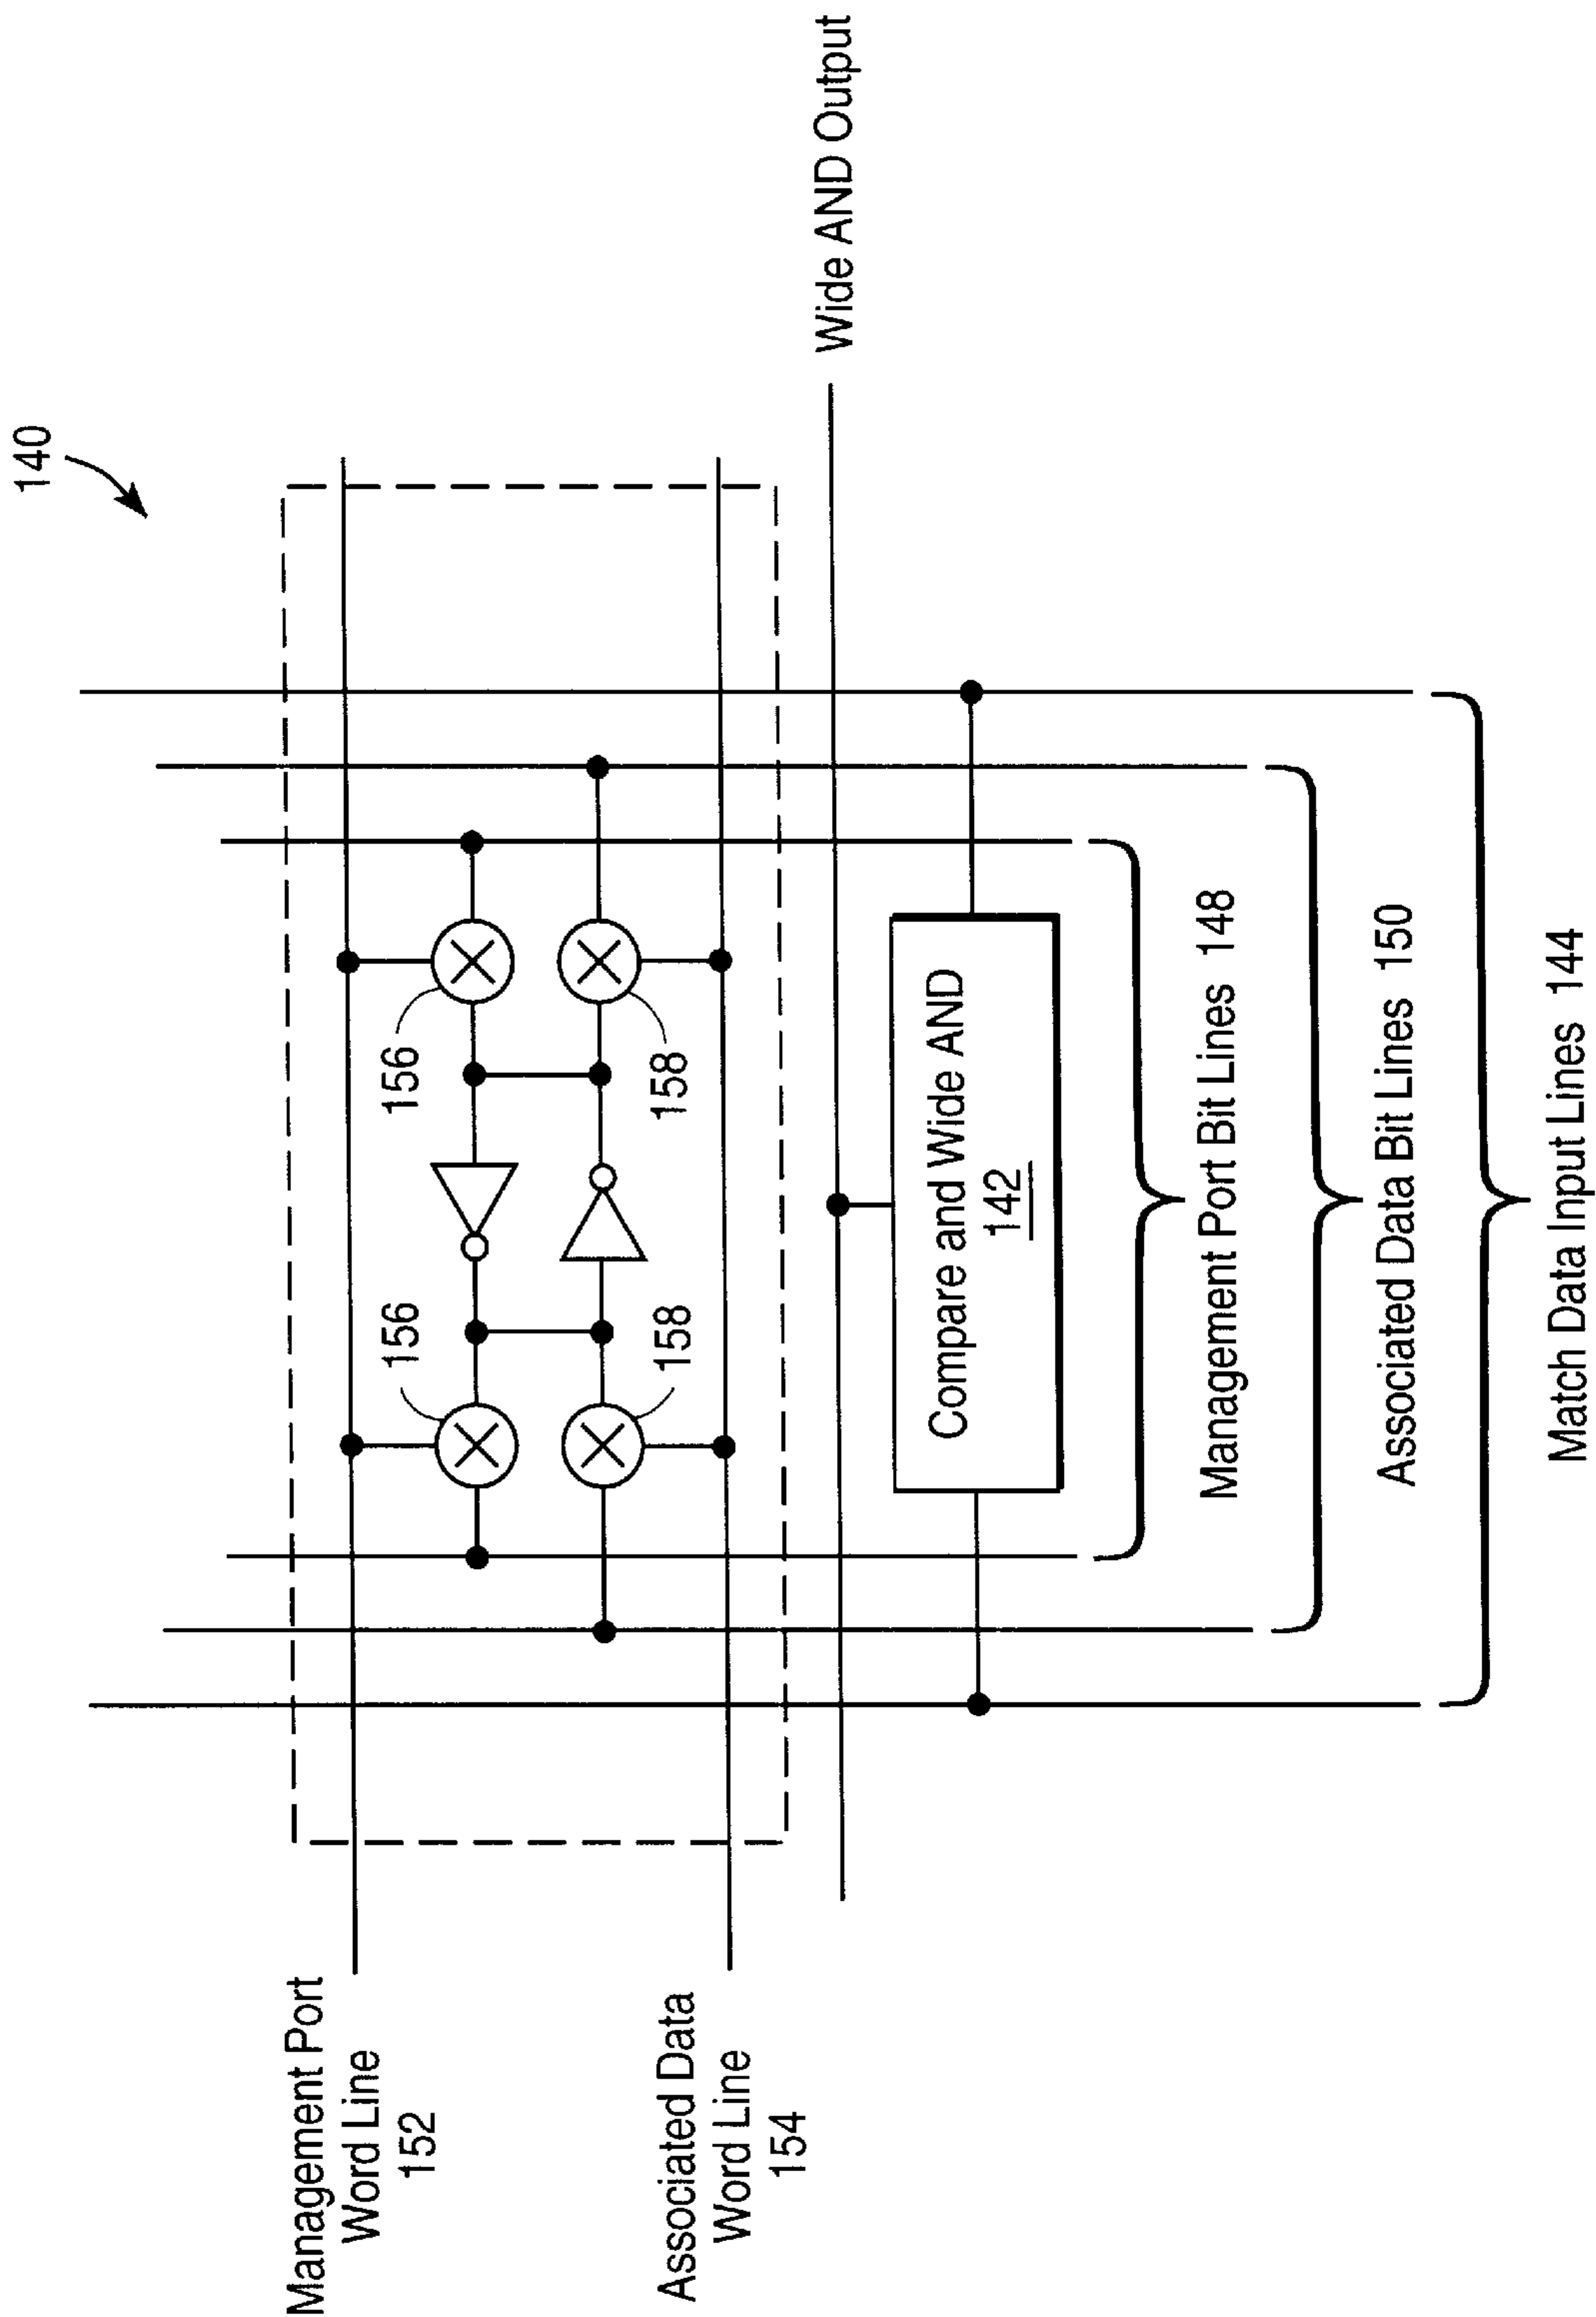 140
Management Port
Word Line
152
156
156
158
158
Associated Data
Word Line
154
Wide AND Output
Compare and Wide AND
142
Management Port Bit Lines 148
Associated Data Bit Lines 150
Match Data Input Lines 144